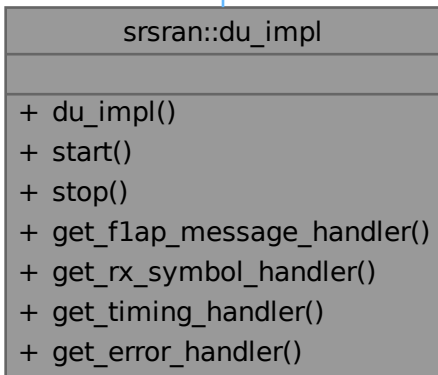 srsran::du_impl
+ du_impl()
+ start()
+ stop()
+ get_f1ap_message_handler()
+ get_rx_symbol_handler()
+ get_timing_handler()
+ get_error_handler()